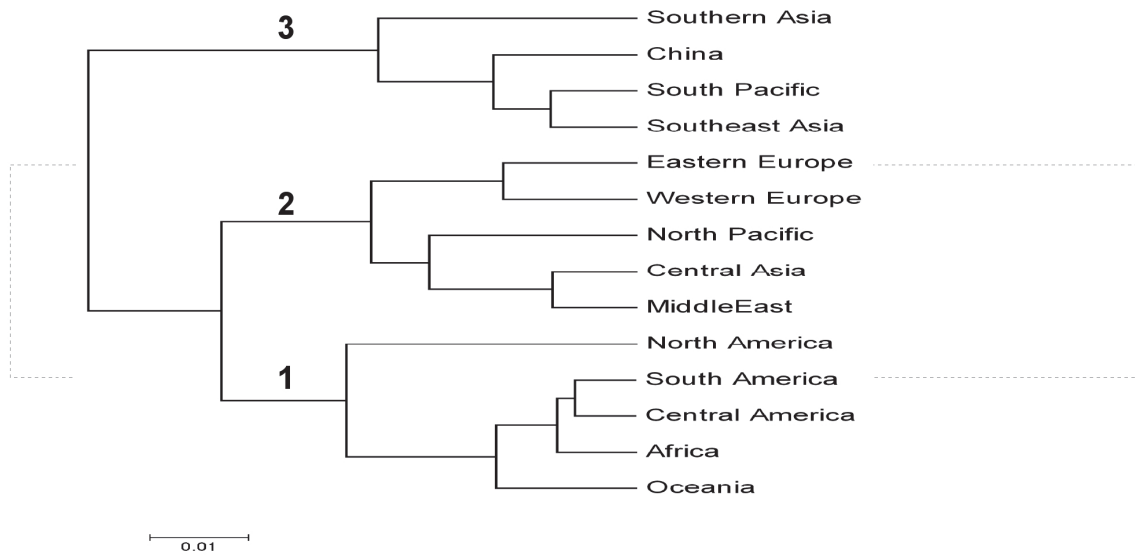 3
Southern Asia
China
South Pacific
Southeast Asia
Eastern Europe
2
Western Europe
North Pacific
Central Asia
MiddleEast
North America
1
South America
Central America
Africa
Oceania
0.01